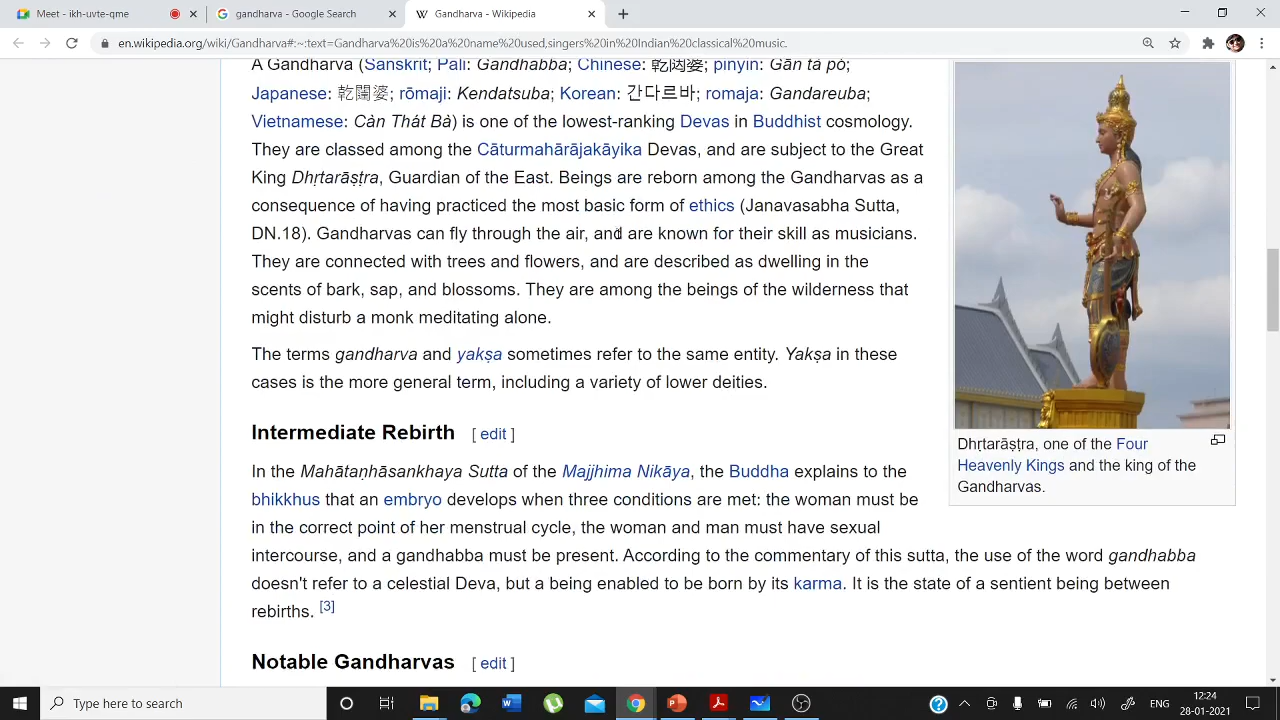 Meet - ikh-uvte-qme
gandharva - Google Search
Gandharva - Wikipedia
en.wikipedia.org/wiki/Gandharva#:~:text=Gandharva%20is%20a%20name%20used,singers%20in%20Indian%20classical%20music.
A Gandharva (Sanskrit; Pali: Gandhabba; Chinese: 乾闼婆; pinyin: Gān tà pó;
Japanese: 乾闥婆; rōmaji: Kendatsuba; Korean: 간다르바; romaja: Gandareuba;
Vietnamese: Càn Thát Bà) is one of the lowest-ranking Devas in Buddhist cosmology.
They are classed among the Cāturmahārājakāyika Devas, and are subject to the Great
King Dhṛtarāṣṭra, Guardian of the East. Beings are reborn among the Gandharvas as a
consequence of having practiced the most basic form of ethics (Janavasabha Sutta,
DN.18). Gandharvas can fly through the air, and are known for their skill as musicians.
They are connected with trees and flowers, and are described as dwelling in the
scents of bark, sap, and blossoms. They are among the beings of the wilderness that
might disturb a monk meditating alone.
The terms gandharva and yakṣa sometimes refer to the same entity. Yakṣa in these
cases is the more general term, including a variety of lower deities.
Dhṛtarāṣṭra, one of the Four
Heavenly Kings and the king of the
Gandharvas.
Intermediate Rebirth [ edit ]
In the Mahātaṇhāsankhaya Sutta of the Majjhima Nikāya, the Buddha explains to the
bhikkhus that an embryo develops when three conditions are met: the woman must be
in the correct point of her menstrual cycle, the woman and man must have sexual
intercourse, and a gandhabba must be present. According to the commentary of this sutta, the use of the word gandhabba
doesn't refer to a celestial Deva, but a being enabled to be born by its karma. It is the state of a sentient being between
rebirths. [3]
Notable Gandharvas [ edit ]
Type here to search
12:24
28-01-2021